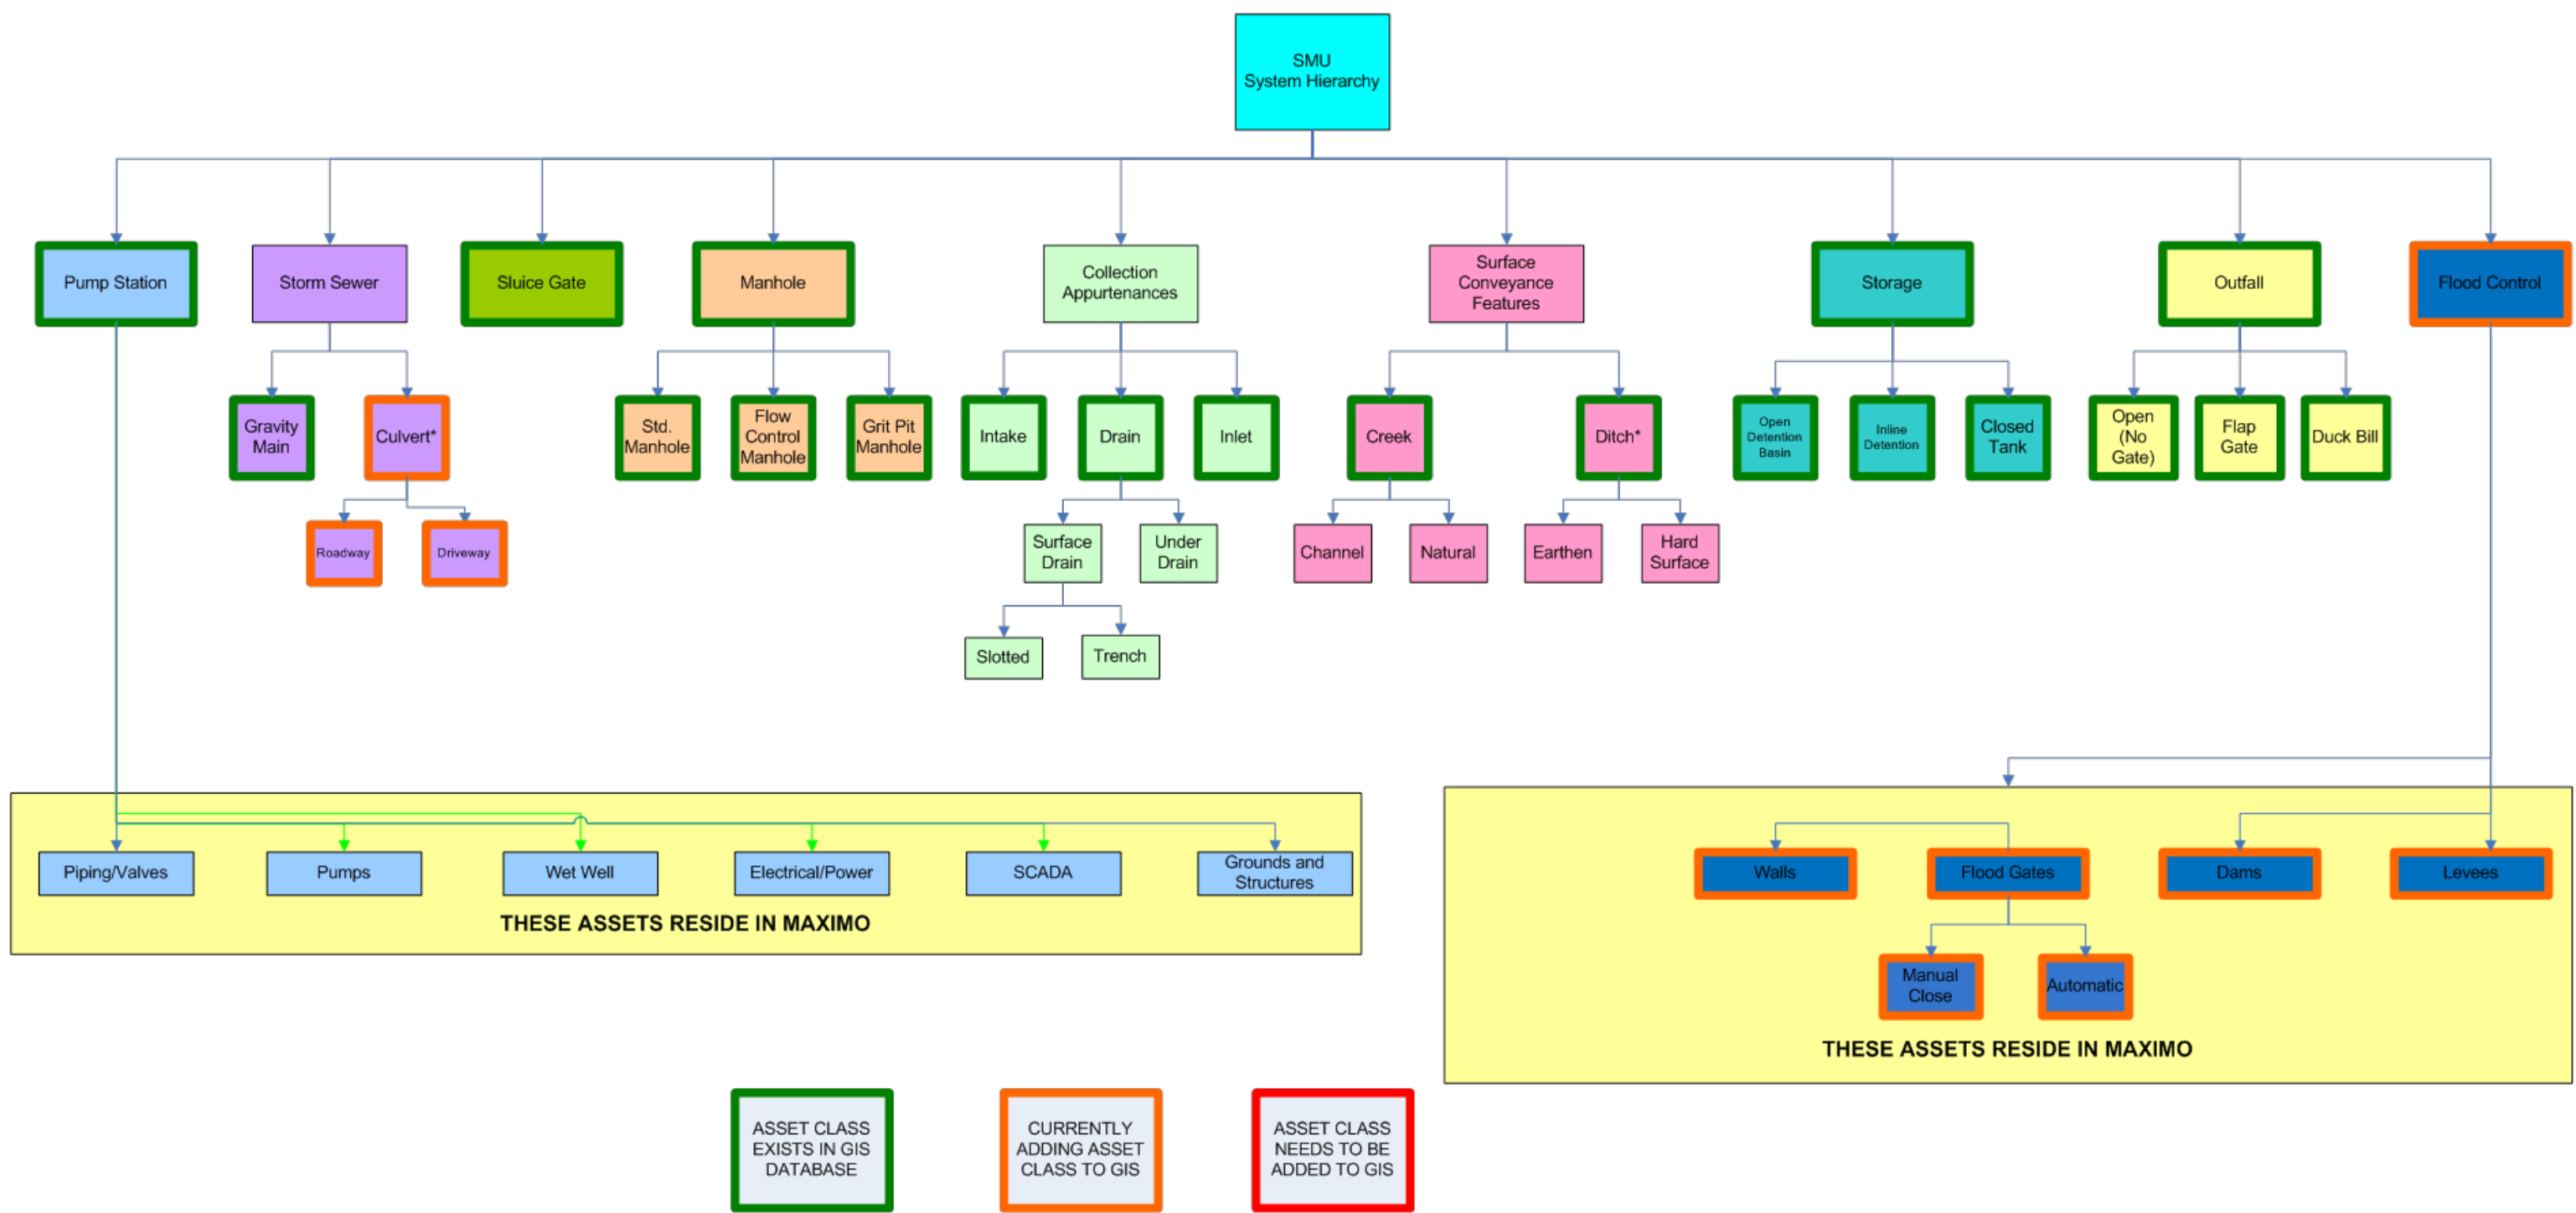 SMU
System Hierarchy
Pump Station
Storm Sewer
Sluice Gate
Manhole
Collection
Appurtenances
Surface
Conveyance
Features
Storage
Outfall
Flood Control
Gravity
Main
Culvert*
Std.
Manhole
Flow
Control
Manhole
Grit Pit
Manhole
Intake
Drain
Inlet
Creek
Ditch*
Open
Detention
Basin
Inline
Detention
Closed
Tank
Open
(No
Gate)
Flap
Gate
Duck Bill
Roadway
Driveway
Surface
Drain
Under
Drain
Channel
Natural
Earthen
Hard
Surface
Slotted
Trench
Piping/Valves
Pumps
Wet Well
Electrical/Power
SCADA
Grounds and
Structures
THESE ASSETS RESIDE IN MAXIMO
Walls
Flood Gates
Dams
Levees
Manual
Close
Automatic
THESE ASSETS RESIDE IN MAXIMO
ASSET CLASS
EXISTS IN GIS
DATABASE
CURRENTLY
ADDING ASSET
CLASS TO GIS
ASSET CLASS
NEEDS TO BE
ADDED TO GIS